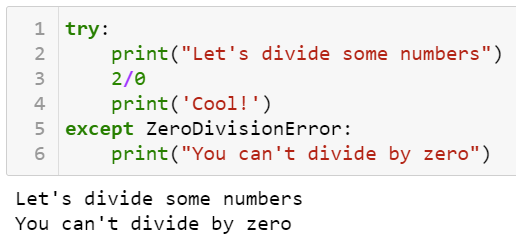 1 try:
2     print("Let's divide some numbers")
3     2/0
4     print('Cool!')
5 except ZeroDivisionError:
6     print("You can't divide by zero")
Let's divide some numbers
You can't divide by zero